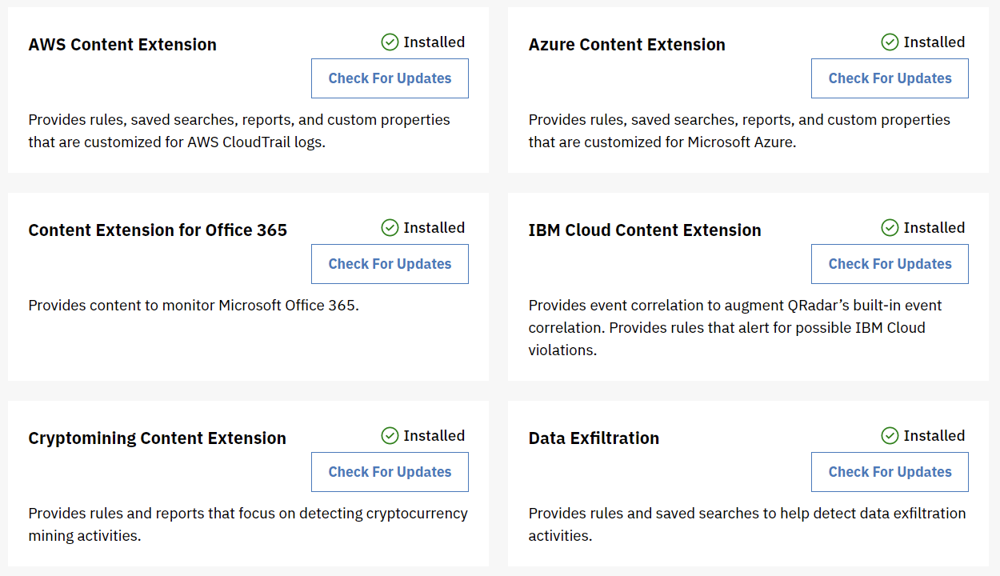 AWS Content Extension
Installed
Check For Updates
Provides rules, saved searches, reports, and custom properties
that are customized for AWS CloudTrail logs.
Azure Content Extension
Installed
Check For Updates
Provides rules, saved searches, reports, and custom properties
that are customized for Microsoft Azure.
Content Extension for Office 365
Installed
Check For Updates
Provides content to monitor Microsoft Office 365.
IBM Cloud Content Extension
Installed
Check For Updates
Provides event correlation to augment QRadar’s built-in event
correlation. Provides rules that alert for possible IBM Cloud
violations.
Cryptomining Content Extension
Installed
Check For Updates
Provides rules and reports that focus on detecting cryptocurrency
mining activities.
Data Exfiltration
Installed
Check For Updates
Provides rules and saved searches to help detect data exfiltration
activities.